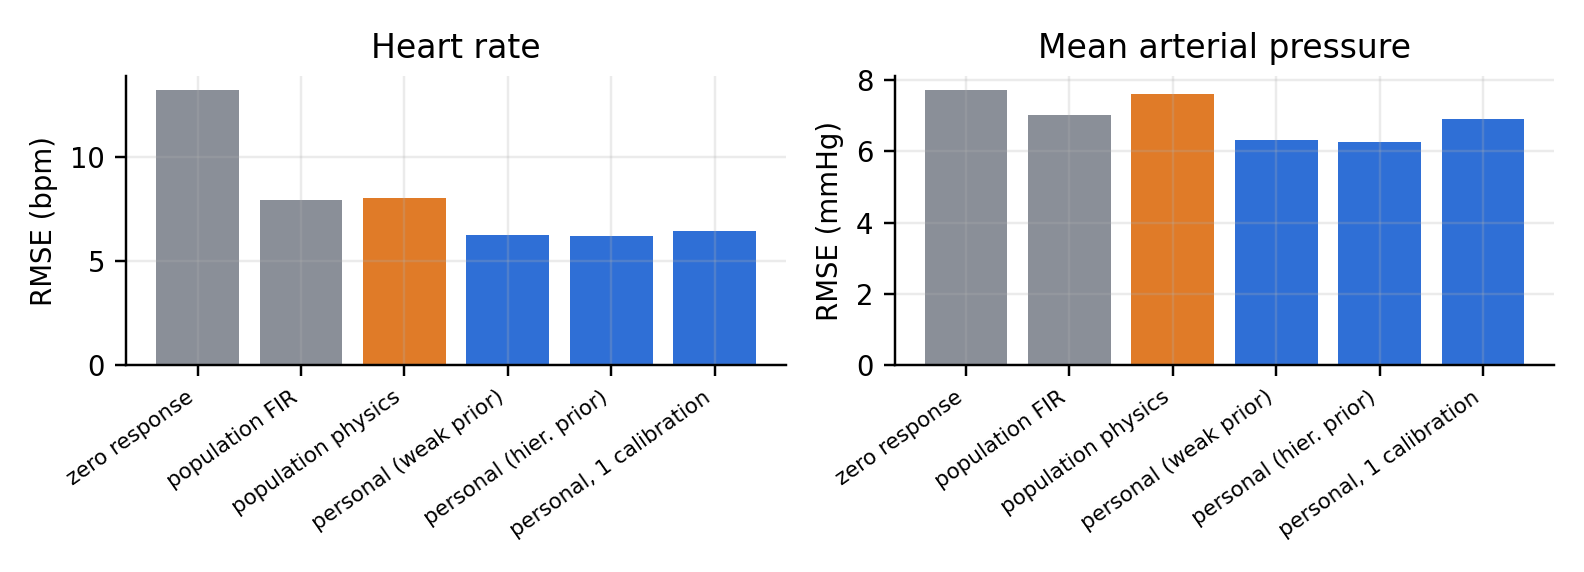 Heart rate
RMSE (bpm)
10
5
0
zero response
population FIR
population physics
personal (weak prior)
personal (hier. prior)
personal, 1 calibration
Mean arterial pressure
RMSE (mmHg)
8
6
4
2
0
zero response
population FIR
population physics
personal (weak prior)
personal (hier. prior)
personal, 1 calibration